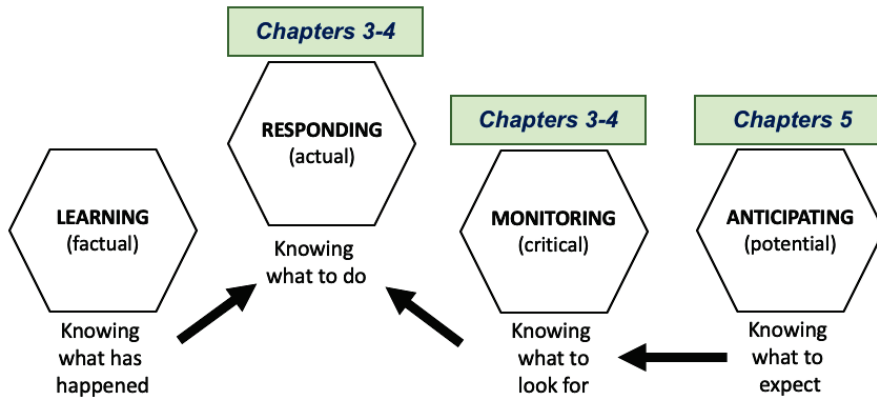 Chapters 3-4
RESPONDING
(actual)
Knowing
what to do
LEARNING
(factual)
Knowing
what has
happened
Chapters 3-4
MONITORING
(critical)
Knowing
what to
look for
Chapters 5
ANTICIPATING
(potential)
Knowing
what to
expect